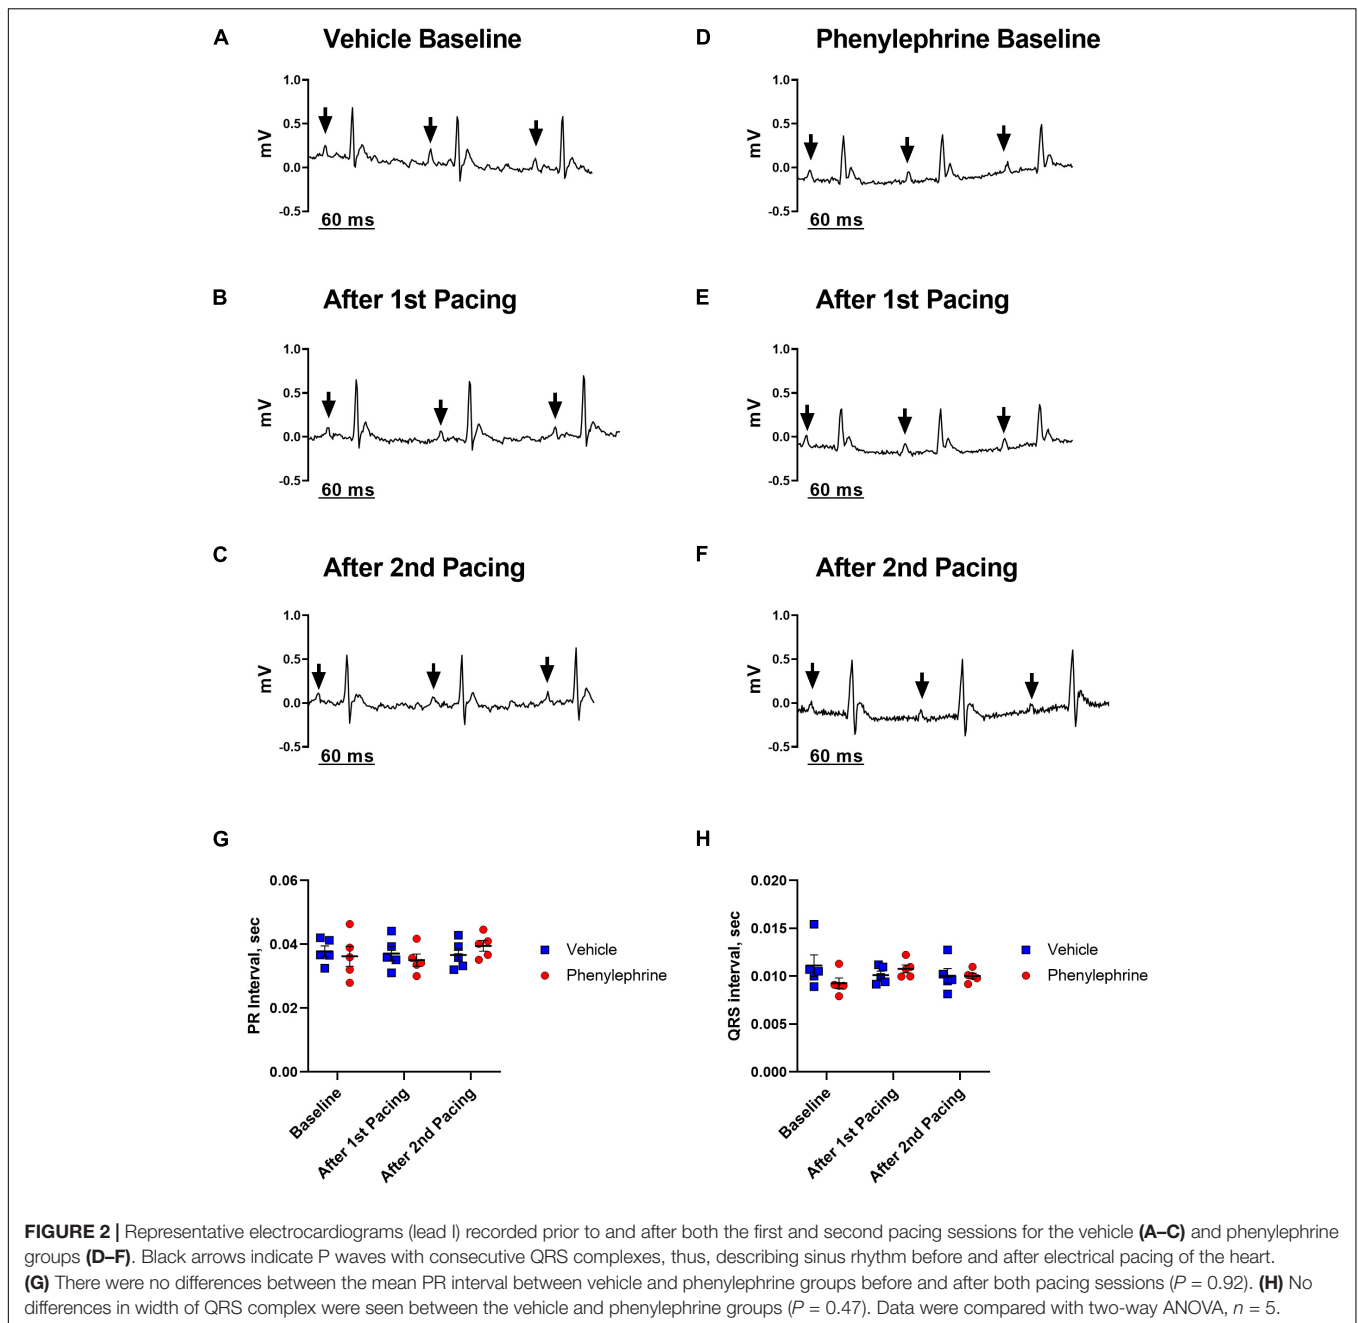 A Vehicle Baseline
1.0
0.5
0.0
-0.5
mV
60 ms
D Phenylephrine Baseline
1.0
0.5
0.0
-0.5
mV
60 ms
B After 1st Pacing
1.0
0.5
0.0
-0.5
mV
60 ms
E After 1st Pacing
1.0
0.5
0.0
-0.5
mV
60 ms
C After 2nd Pacing
1.0
0.5
0.0
-0.5
mV
60 ms
F After 2nd Pacing
1.0
0.5
0.0
-0.5
mV
60 ms
G
0.06
0.04
0.02
0.00
PR Interval, sec
Baseline
After 1st Pacing
After 2nd Pacing
Vehicle
Phenylephrine
H
0.020
0.015
0.010
0.005
0.000
QRS interval, sec
Baseline
After 1st Pacing
After 2nd Pacing
Vehicle
Phenylephrine
FIGURE 2 | Representative electrocardiograms (lead I) recorded prior to and after both the first and second pacing sessions for the vehicle (A–C) and phenylephrine
groups (D–F). Black arrows indicate P waves with consecutive QRS complexes, thus, describing sinus rhythm before and after electrical pacing of the heart.
(G) There were no differences between the mean PR interval between vehicle and phenylephrine groups before and after both pacing sessions (P = 0.92). (H) No
differences in width of QRS complex were seen between the vehicle and phenylephrine groups (P = 0.47). Data were compared with two-way ANOVA, n = 5.